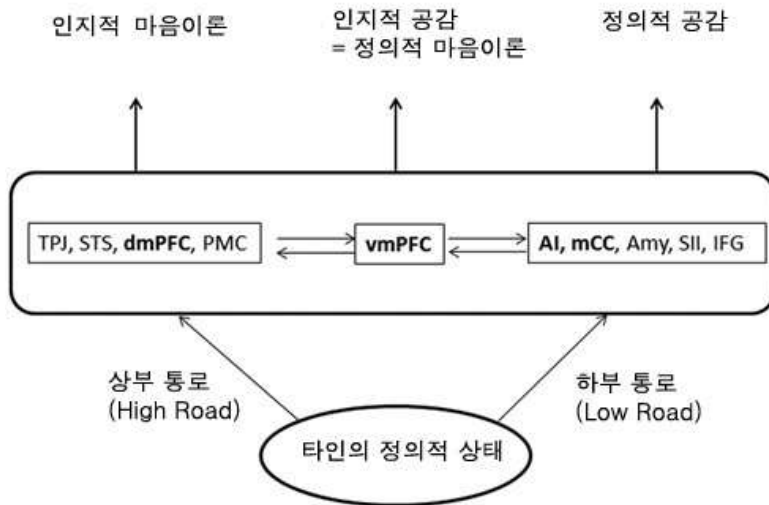 인지적 마음이론
인지적 공감
= 정의적 마음이론
정의적 공감
TPJ, STS, dmPFC, PMC
vmPFC
AI, mCC, Amy, SII, IFG
상부 통로
(High Road)
하부 통로
(Low Road)
타인의 정의적 상태